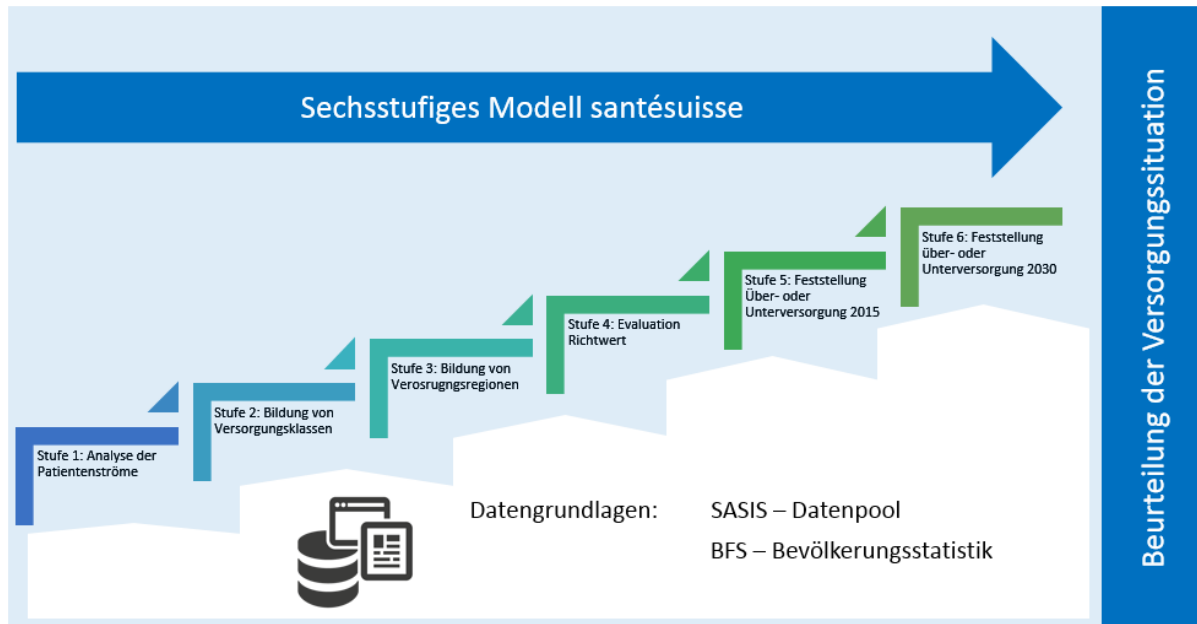 Sechsstufiges Modell santésuisse
Stufe 1: Analyse der
Patientenströme
Stufe 2: Bildung von
Versorgungsklassen
Stufe 3: Bildung von
Verosrugngsregionen
Stufe 4: Evaluation
Richtwert
Stufe 5: Feststellung
Über- oder
Unterversorgung 2015
Stufe 6: Feststellung
über- oder
Unterversorgung 2030
Datengrundlagen: SASIS – Datenpool
BFS – Bevölkerungsstatistik
Beurteilung der Versorgungssituation